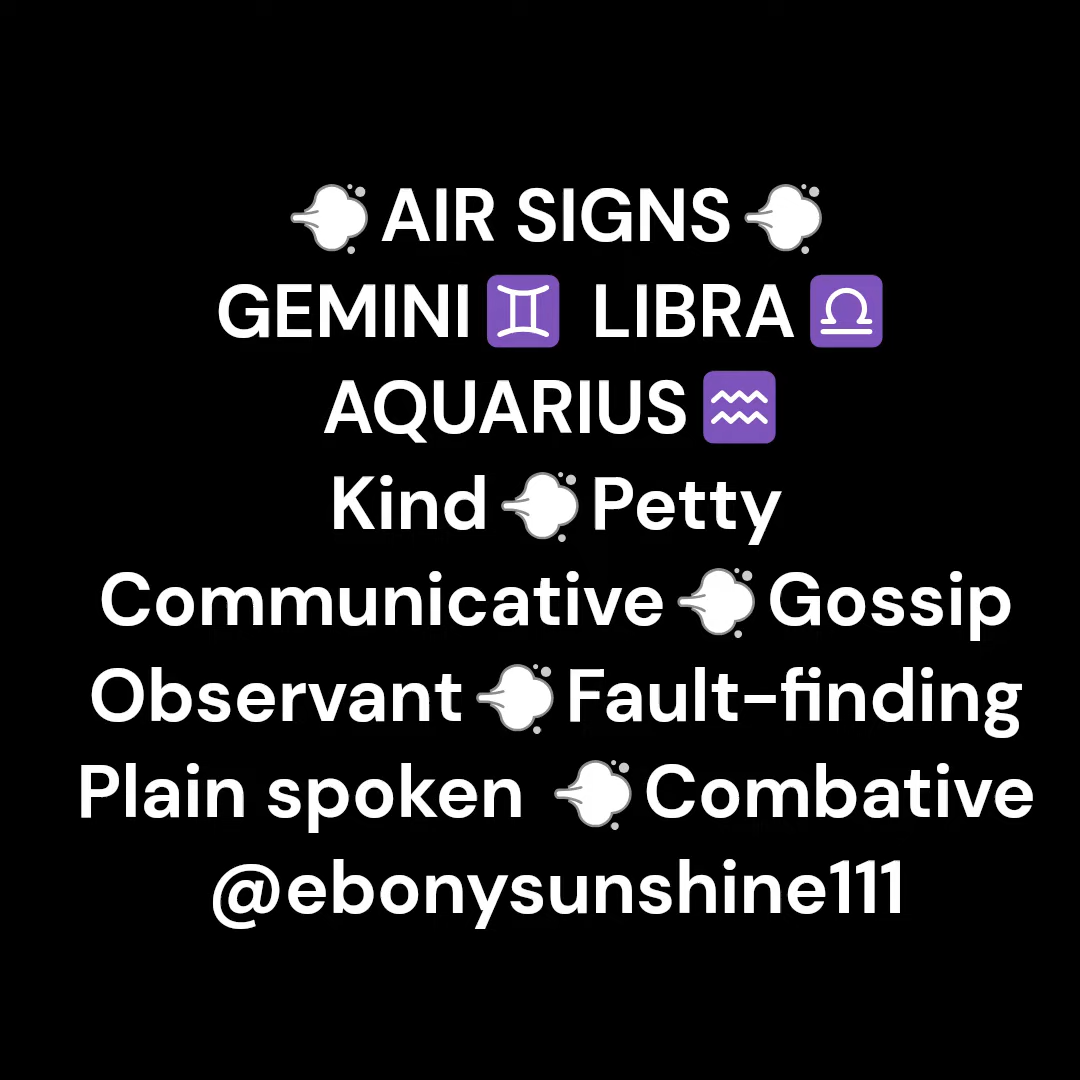 💨AIR SIGNS💨
GEMINI♊ LIBRA♎
AQUARIUS♒
Kind💨Petty
Communicative💨Gossip
Observant💨Fault-finding
Plain spoken 💨Combative
@ebonysunshine111